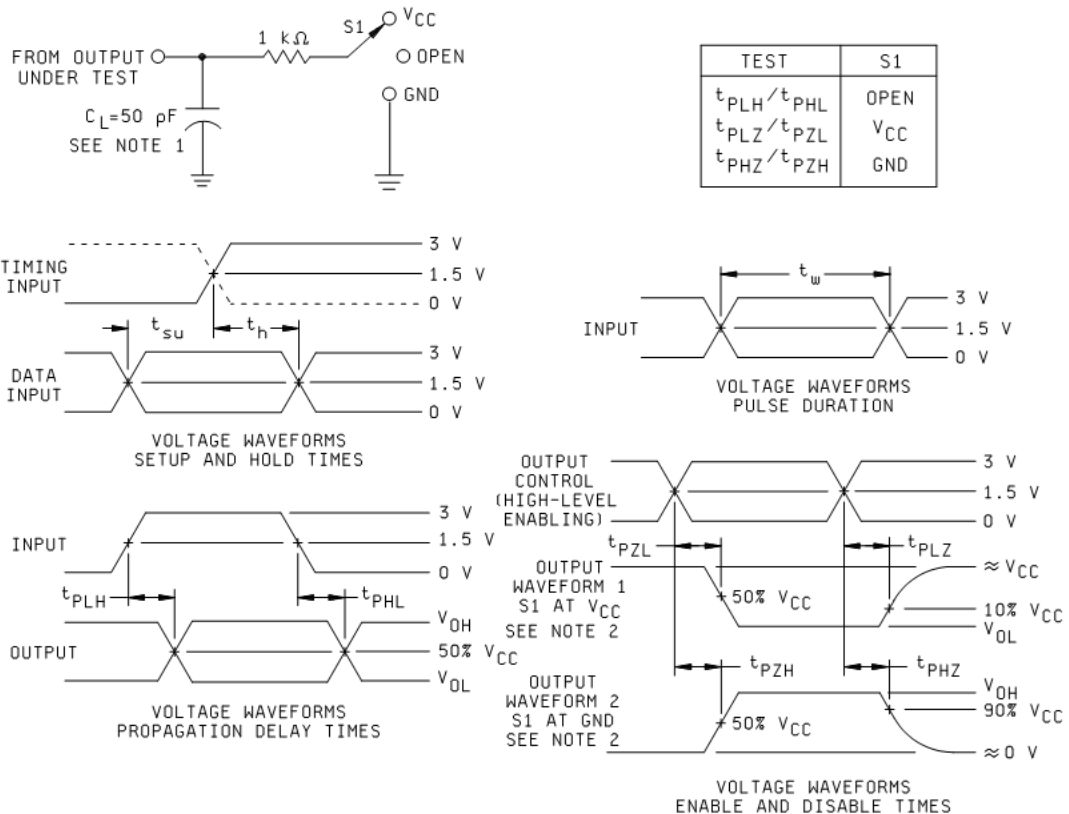 FROM OUTPUT
UNDER TEST
1 kΩ
S1
VCC
OPEN
GND
CL=50 pF
SEE NOTE 1
TEST S1
tPLH/tPHL OPEN
tPLZ/tPZL VCC
tPHZ/tPZH GND
TIMING
INPUT
3 V
1.5 V
0 V
tsu
th
DATA
INPUT
3 V
1.5 V
0 V
VOLTAGE WAVEFORMS
SETUP AND HOLD TIMES
tw
INPUT
3 V
1.5 V
0 V
VOLTAGE WAVEFORMS
PULSE DURATION
INPUT
3 V
1.5 V
0 V
tPLH
tPHL
OUTPUT
VOH
50% VCC
VOL
VOLTAGE WAVEFORMS
PROPAGATION DELAY TIMES
OUTPUT
CONTROL
(HIGH-LEVEL
ENABLING)
3 V
1.5 V
0 V
tPZL
tPLZ
OUTPUT
WAVEFORM 1
S1 AT VCC
SEE NOTE 2
50% VCC
≈VCC
10% VCC
VOL
tPZH
tPHZ
OUTPUT
WAVEFORM 2
S1 AT GND
SEE NOTE 2
50% VCC
VOH
90% VCC
≈0 V
VOLTAGE WAVEFORMS
ENABLE AND DISABLE TIMES